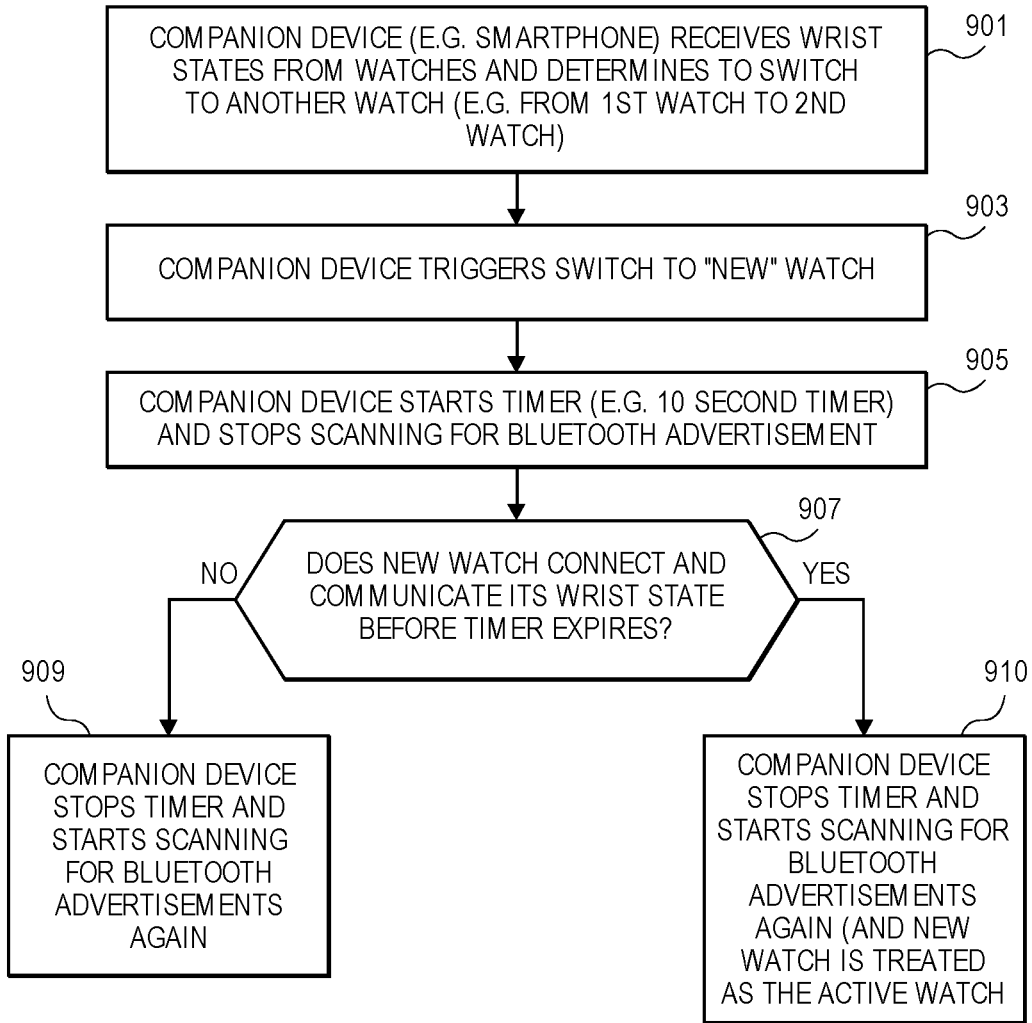 COMPANION DEVICE (E.G. SMARTPHONE) RECEIVES WRIST
STATES FROM WATCHES AND DETERMINES TO SWITCH
TO ANOTHER WATCH (E.G. FROM 1ST WATCH TO 2ND
WATCH)
901
903
COMPANION DEVICE TRIGGERS SWITCH TO "NEW" WATCH
905
COMPANION DEVICE STARTS TIMER (E.G. 10 SECOND TIMER)
AND STOPS SCANNING FOR BLUETOOTH ADVERTISEMENT
907
DOES NEW WATCH CONNECT AND
COMMUNICATE ITS WRIST STATE
BEFORE TIMER EXPIRES?
NO
YES
909
COMPANION DEVICE
STOPS TIMER AND
STARTS SCANNING
FOR BLUETOOTH
ADVERTISEMENTS
AGAIN
910
COMPANION DEVICE
STOPS TIMER AND
STARTS SCANNING FOR
BLUETOOTH
ADVERTISEMENTS
AGAIN (AND NEW
WATCH IS TREATED
AS THE ACTIVE WATCH